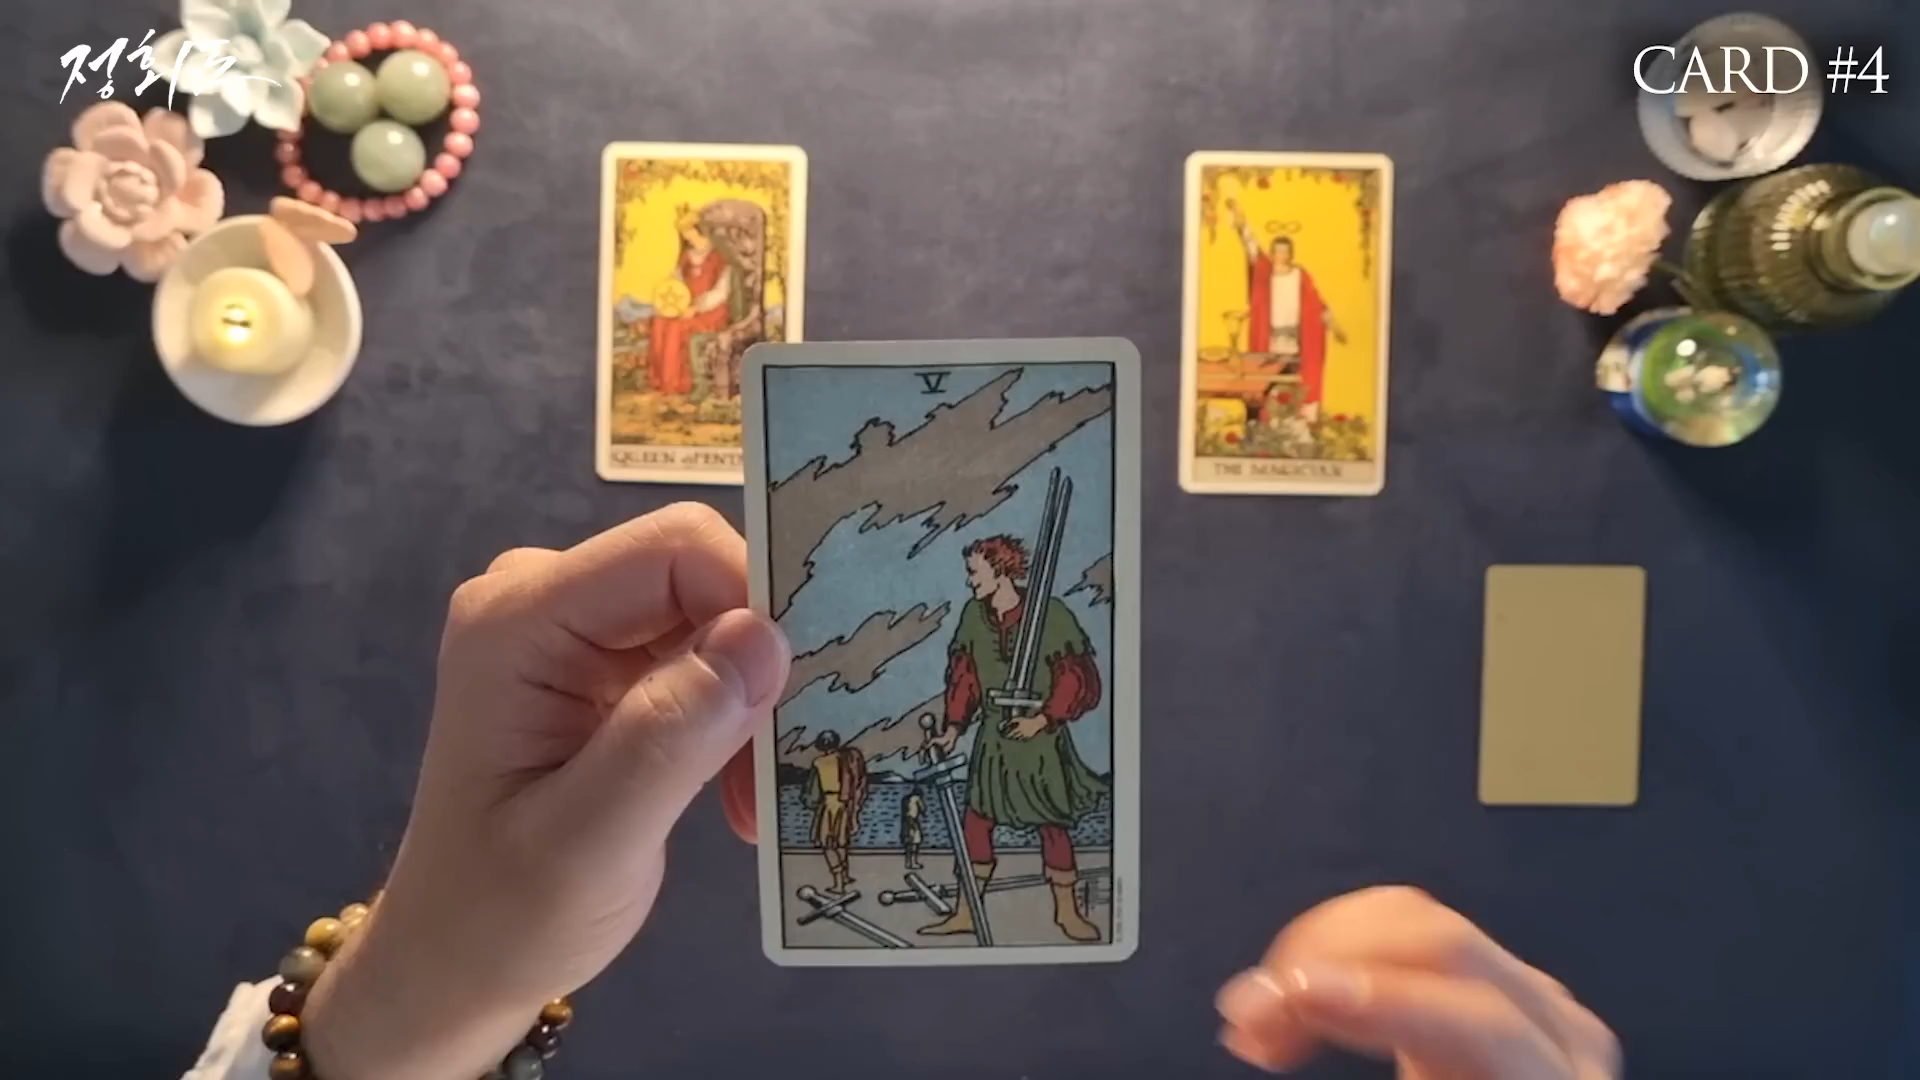 정회도
CARD #4
QUEEN of PENT
THE MAGICIAN
V